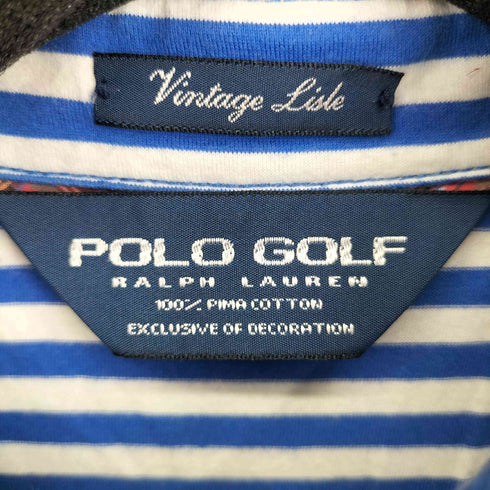 Vintage Lisle
POLO GOLF
RALPH LAUREN
100% PIMA COTTON
EXCLUSIVE OF DECORATION